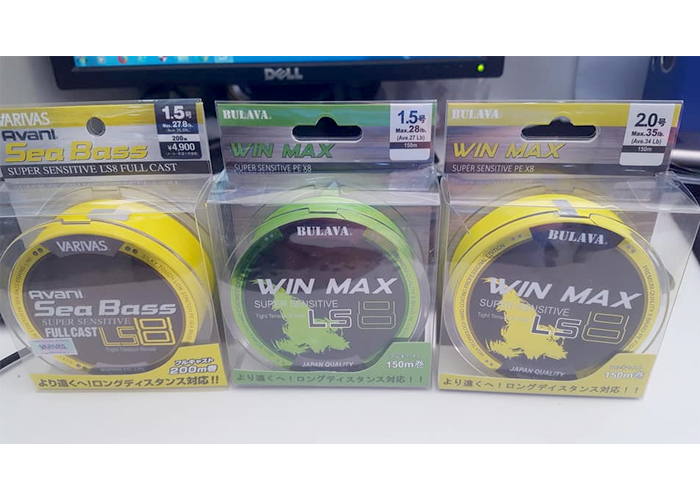 DELL
VARIVAS
Avani
Sea Bass
SUPER SENSITIVE LS8 FULL CAST
1.5号
Max.27.8lb.
200m
¥4,900
VARIVAS
Avani
Sea Bass
SUPER SENSITIVE
FULLCAST LS8
VARIVAS
フルキャスト
200m巻
より遠くへ!ロングディスタンス対応!!
BULAVA
WIN MAX
SUPER SENSITIVE PE X8
1.5号
Max.28lb.
(Ave.27 Lb)
150m
BULAVA
WIN MAX
SUPER SENSITIVE
LS8
JAPAN QUALITY
150m巻
より遠くへ!ロングディスタンス対応!!
BULAVA
WIN MAX
SUPER SENSITIVE PE X8
2.0号
Max.35lb.
(Ave.34 Lb)
150m
BULAVA
WIN MAX
SUPER SENSITIVE
LS8
JAPAN QUALITY
150m巻
より遠くへ!ロングディスタンス対応!!